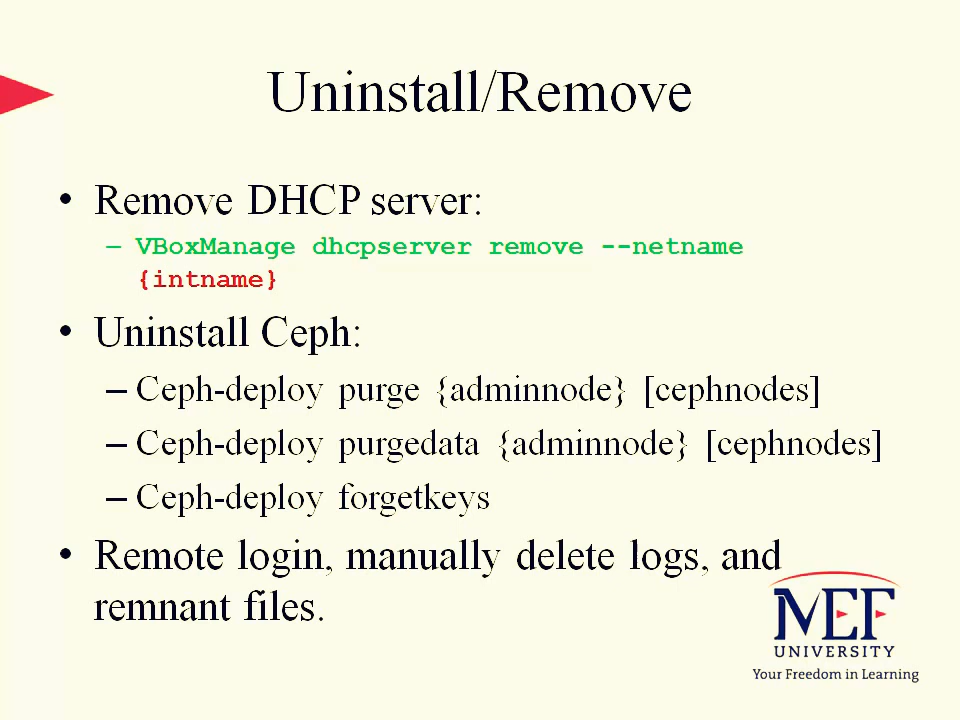 Uninstall/Remove
• Remove DHCP server:
– VBoxManage dhcpserver remove --netname
{intname}
• Uninstall Ceph:
– Ceph-deploy purge {adminnode} [cephnodes]
– Ceph-deploy purgedata {adminnode} [cephnodes]
– Ceph-deploy forgetkeys
• Remote login, manually delete logs, and
remnant files.
MEF
UNIVERSITY
Your Freedom in Learning